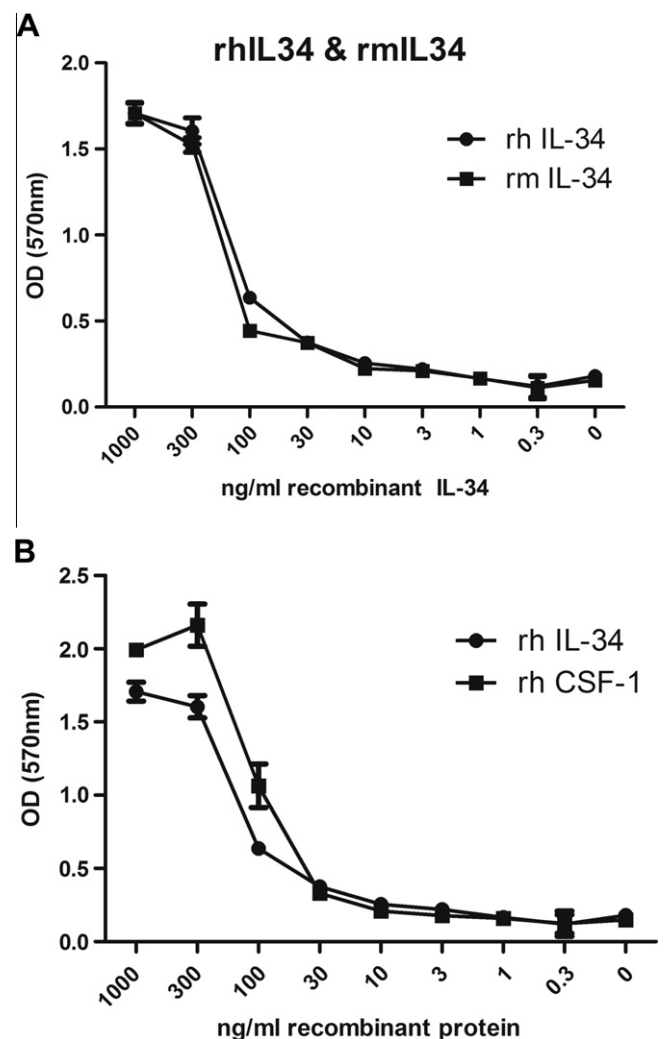 A
rhIL34 & rmIL34
2.0
1.5
1.0
0.5
0.0
OD (570nm)
rh IL-34
rm IL-34
1000 300 100 30 10 3 1 0.3 0
ng/ml recombinant IL-34
B
2.5
2.0
1.5
1.0
0.5
0.0
OD (570nm)
rh IL-34
rh CSF-1
1000 300 100 30 10 3 1 0.3 0
ng/ml recombinant protein